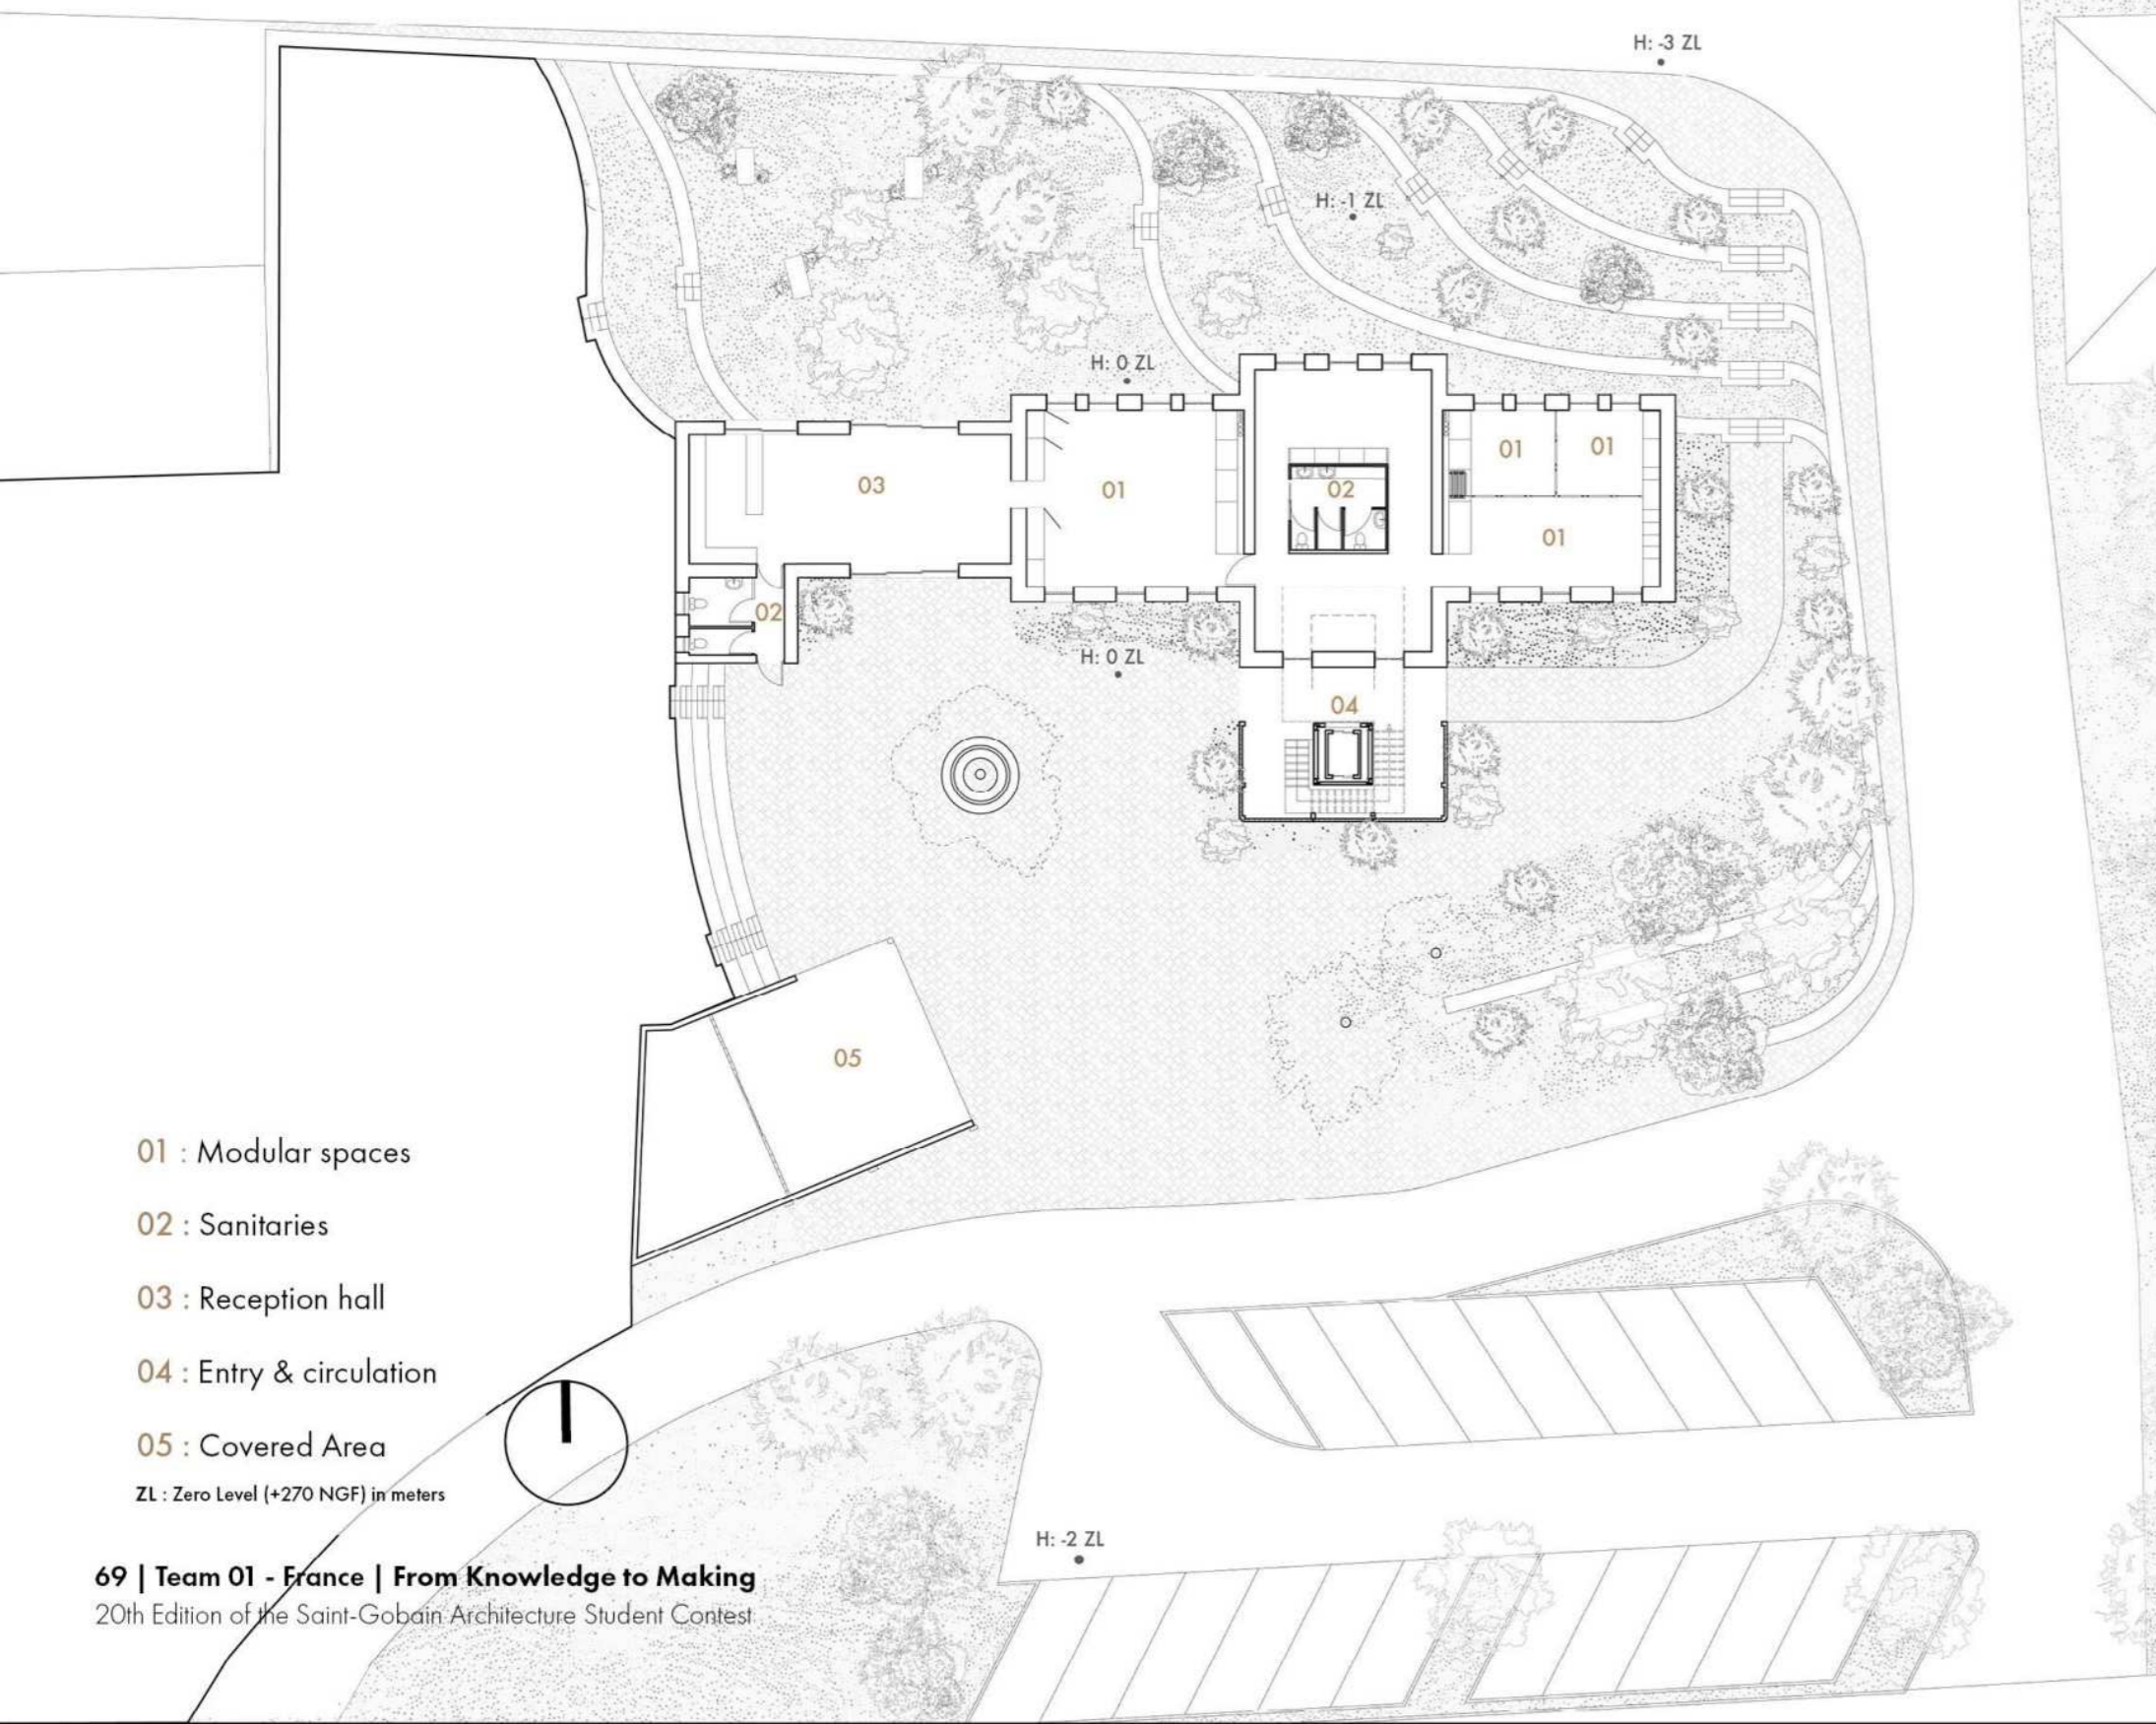 H: -3 ZL
H: -1 ZL
H: 0 ZL
03
01
02
01
01
01
02
H: 0 ZL
04
05
01 : Modular spaces
02 : Sanitaries
03 : Reception hall
04 : Entry & circulation
05 : Covered Area
ZL : Zero Level (+270 NGF) in meters
H: -2 ZL
69 | Team 01 - France | From Knowledge to Making
20th Edition of the Saint-Gobain Architecture Student Contest